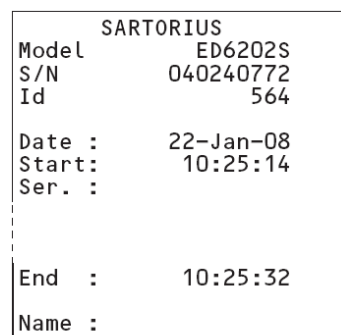 SARTORIUS
Model ED6202S
S/N 040240772
Id 564
Date : 22-Jan-08
Start: 10:25:14
Ser. :
End : 10:25:32
Name :